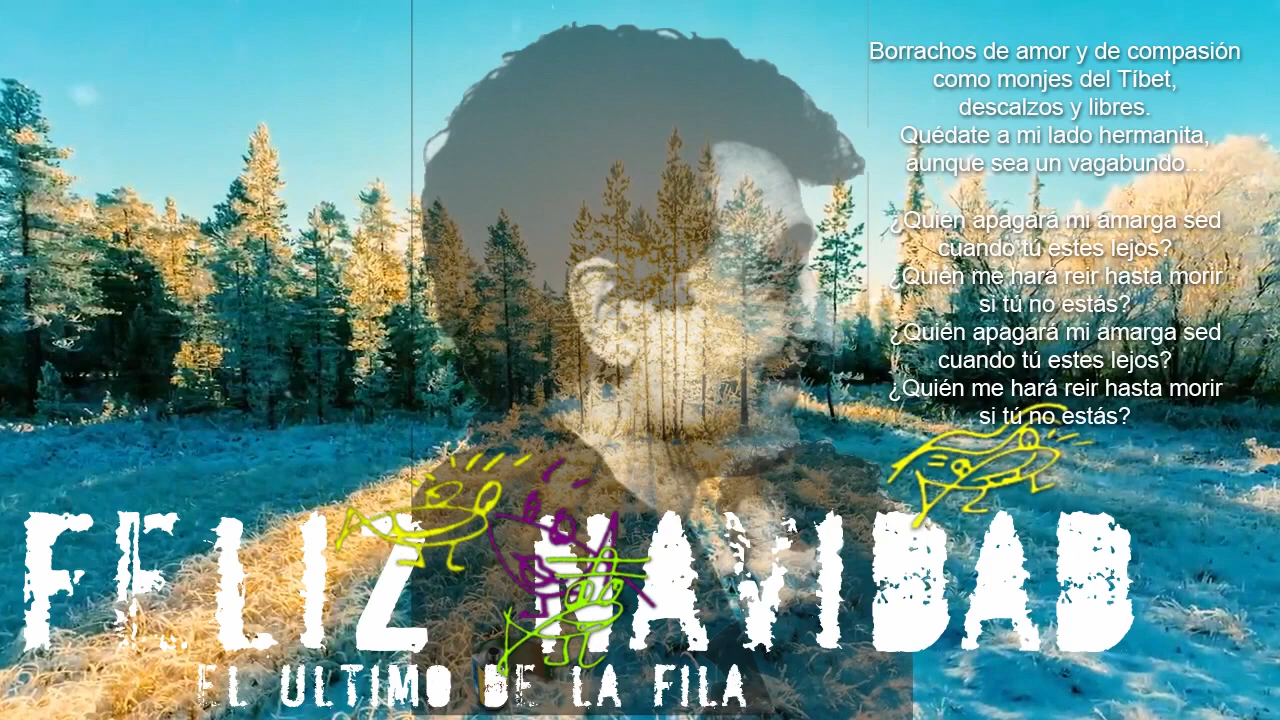 Borrachos de amor y de compasión
como monjes del Tíbet,
descalzos y libres.
Quédate a mi lado hermanita,
aunque sea un vagabundo...
¿Quién apagará mi amarga sed
cuando tú estes lejos?
¿Quién me hará reir hasta morir
si tú no estás?
¿Quién apagará mi amarga sed
cuando tú estes lejos?
¿Quién me hará reir hasta morir
si tú no estás?
FELIZ NAVIDAD
EL ULTIMO DE LA FILA